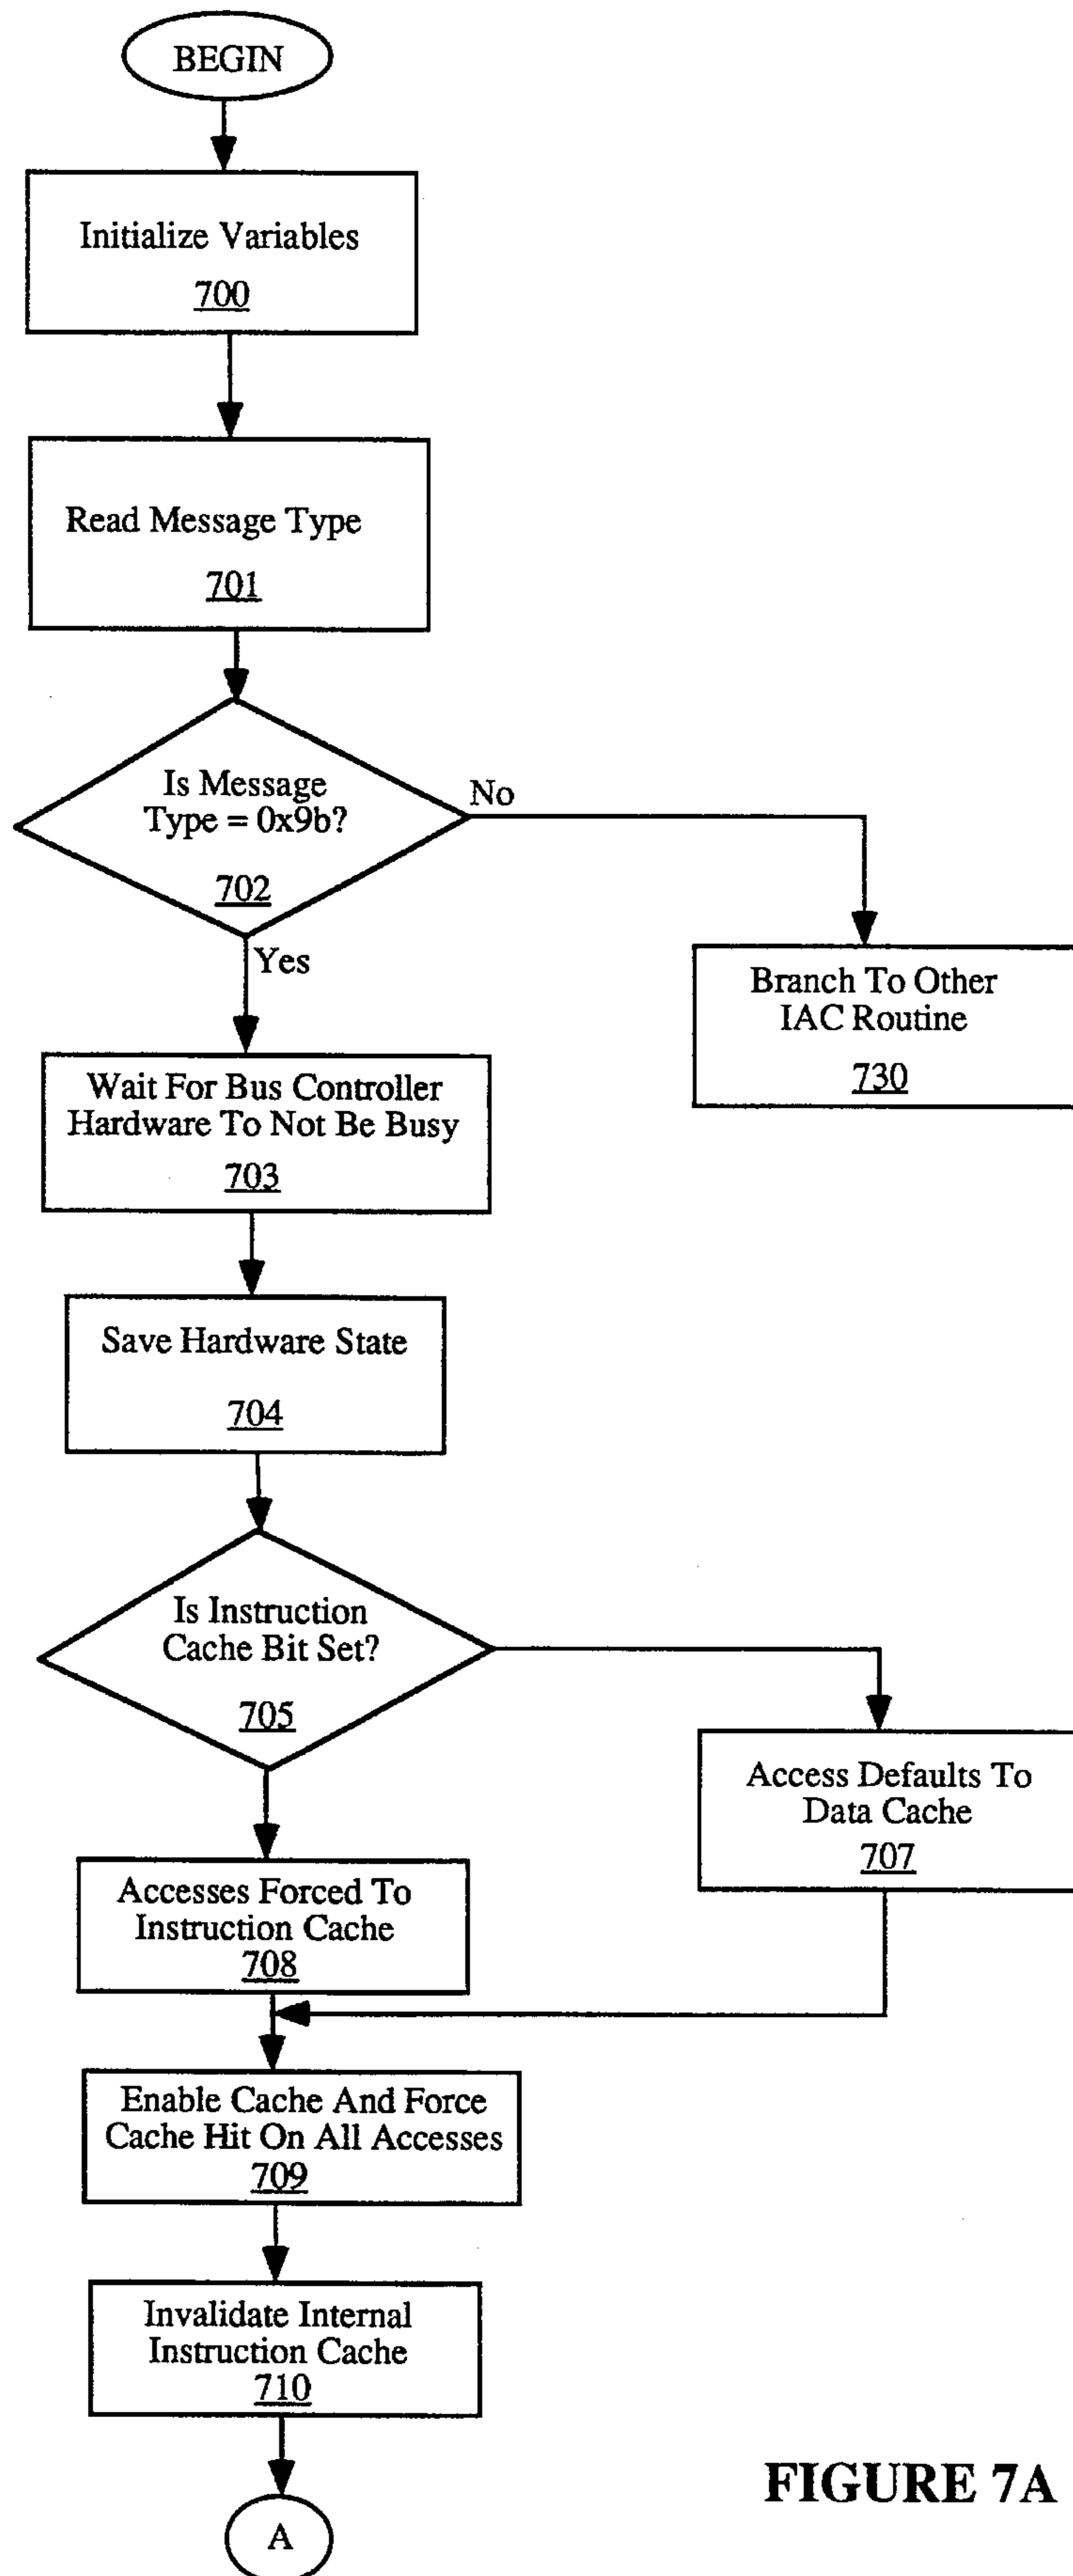 BEGIN
Initialize Variables
700
Read Message Type
701
Is Message
Type = 0x9b?
702
No
Yes
Branch To Other
IAC Routine
730
Wait For Bus Controller
Hardware To Not Be Busy
703
Save Hardware State
704
Is Instruction
Cache Bit Set?
705
Access Defaults To
Data Cache
707
Accesses Forced To
Instruction Cache
708
Enable Cache And Force
Cache Hit On All Accesses
709
Invalidate Internal
Instruction Cache
710
FIGURE 7A
A